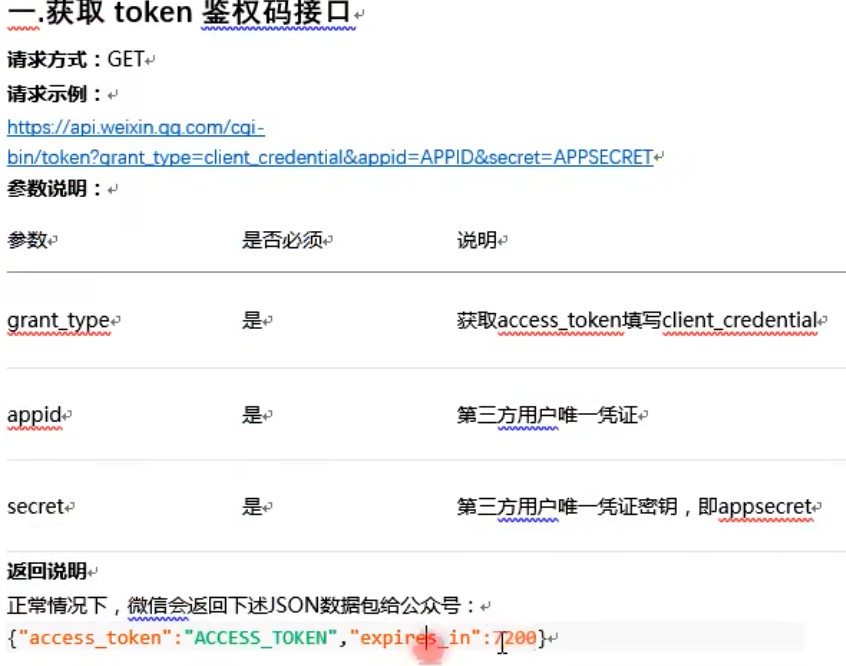 一.获取 token 鉴权码接口
请求方式：GET
请求示例：
https://api.weixin.qq.com/cgi-
bin/token?grant_type=client_credential&appid=APPID&secret=APPSECRET
参数说明：
参数 是否必须 说明
grant_type 是 获取access_token填写client_credential
appid 是 第三方用户唯一凭证
secret 是 第三方用户唯一凭证密钥，即appsecret
返回说明
正常情况下，微信会返回下述JSON数据包给公众号：
{"access_token":"ACCESS_TOKEN","expires_in":7200}